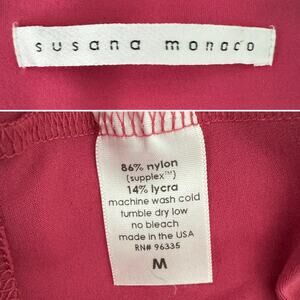 susana monaco
86% nylon
(supplex™)
14% lycra
machine wash cold
tumble dry low
no bleach
made in the USA
RN# 96335
M